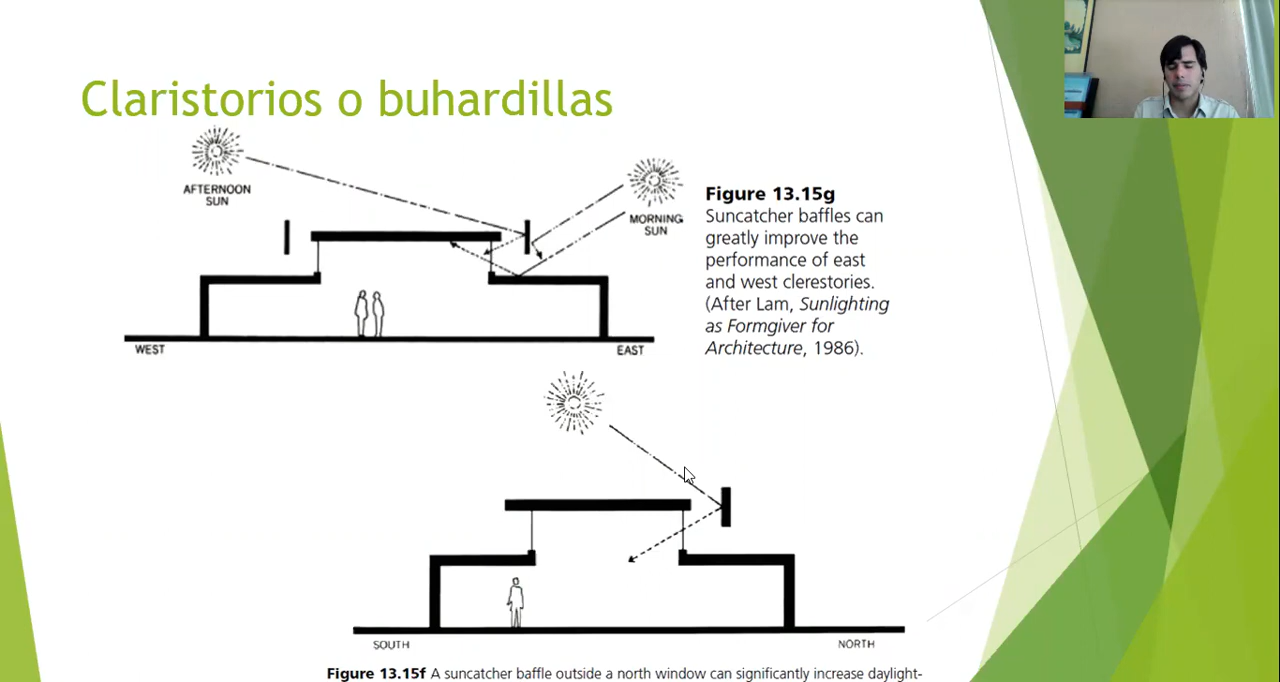 Claristorios o buhardillas
AFTERNOON
SUN
MORNING
SUN
WEST
EAST
Figure 13.15g
Suncatcher baffles can
greatly improve the
performance of east
and west clerestories.
(After Lam, Sunlighting
as Formgiver for
Architecture, 1986).
SOUTH
NORTH
Figure 13.15f A suncatcher baffle outside a north window can significantly increase daylight-